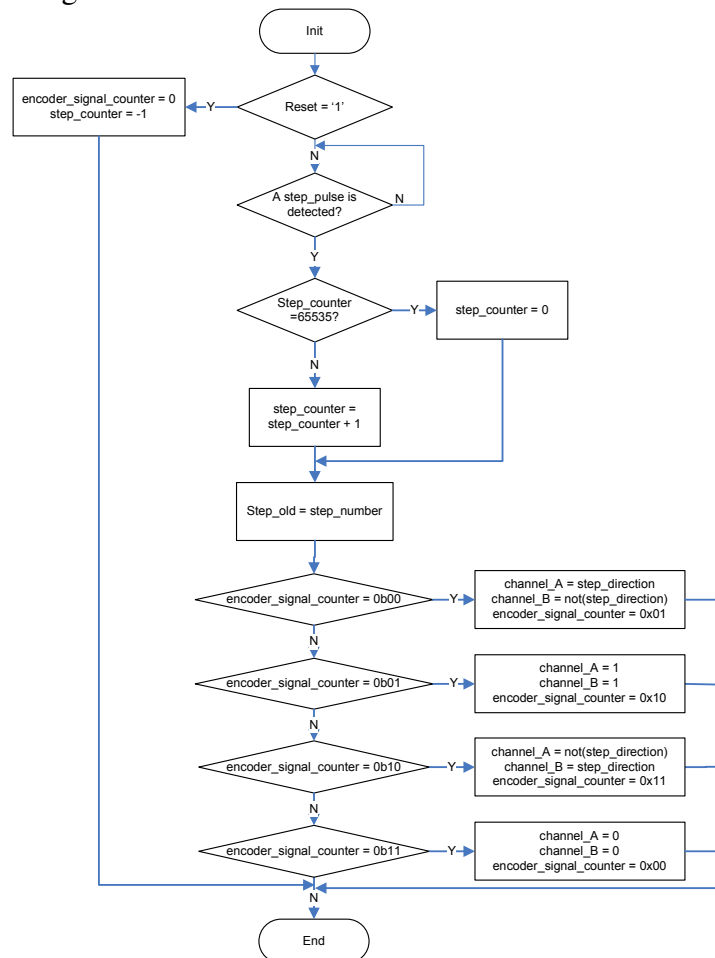 Init
Reset = ‘1’
Y
encoder_signal_counter = 0
step_counter = -1
N
A step_pulse is
detected?
N
Y
Step_counter
=65535?
Y
step_counter = 0
N
step_counter =
step_counter + 1
Step_old = step_number
encoder_signal_counter = 0b00
Y
channel_A = step_direction
channel_B = not(step_direction)
encoder_signal_counter = 0x01
N
encoder_signal_counter = 0b01
Y
channel_A = 1
channel_B = 1
encoder_signal_counter = 0x10
N
encoder_signal_counter = 0b10
Y
channel_A = not(step_direction)
channel_B = step_direction
encoder_signal_counter = 0x11
N
encoder_signal_counter = 0b11
Y
channel_A = 0
channel_B = 0
encoder_signal_counter = 0x00
N
End